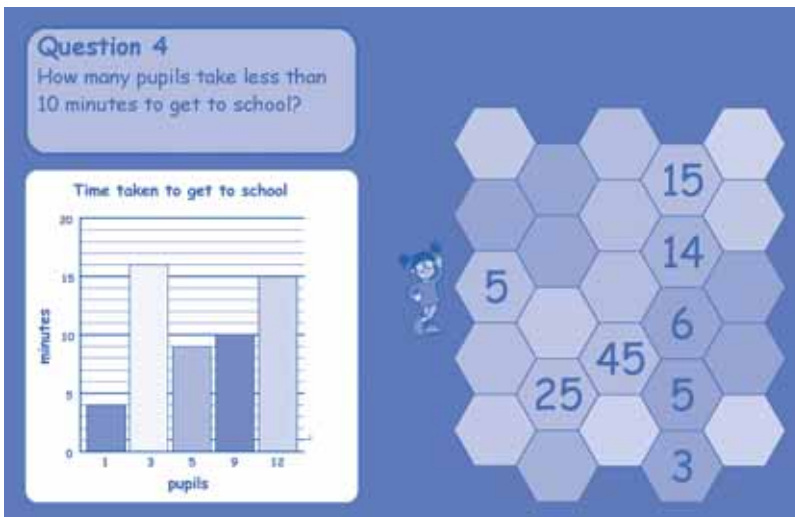 Question 4
How many pupils take less than
10 minutes to get to school?
Time taken to get to school
20
15
10
5
0
minutes
1 3 5 9 12
pupils
15
14
5
6
45
25
5
3